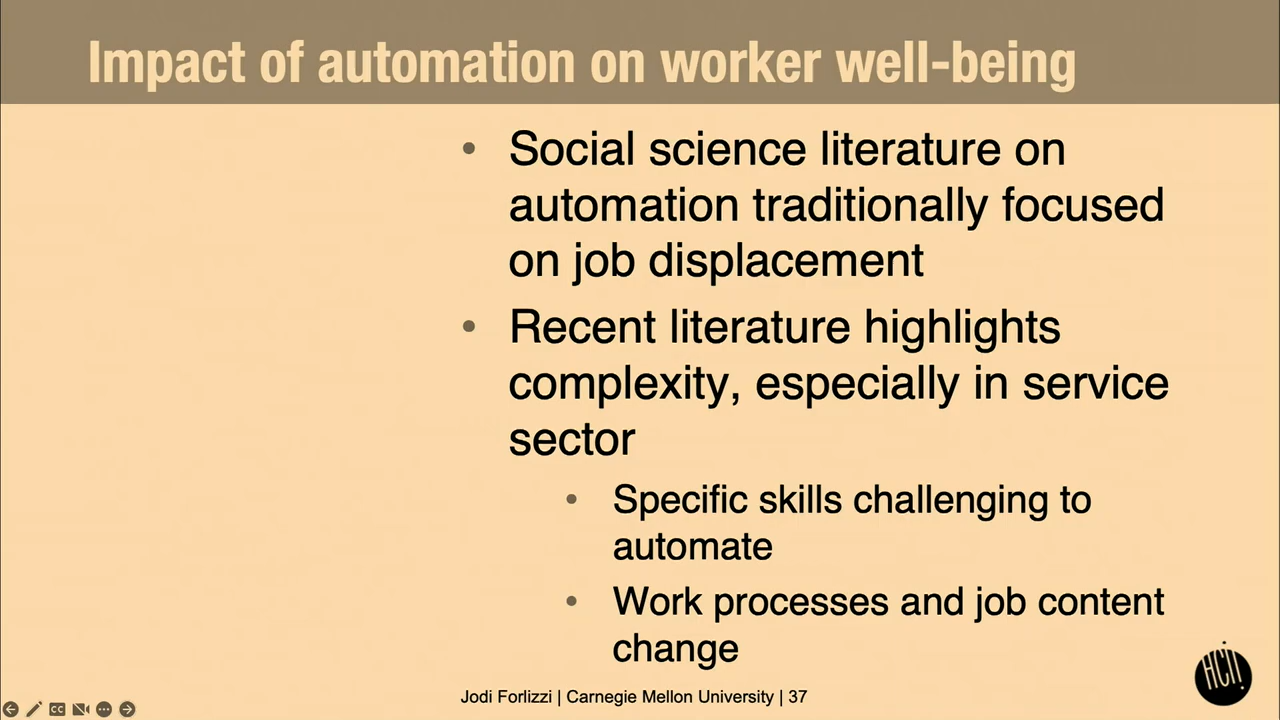 Impact of automation on worker well-being
• Social science literature on
automation traditionally focused
on job displacement
• Recent literature highlights
complexity, especially in service
sector
• Specific skills challenging to
automate
• Work processes and job content
change
Jodi Forlizzi | Carnegie Mellon University | 37
HCII
CC